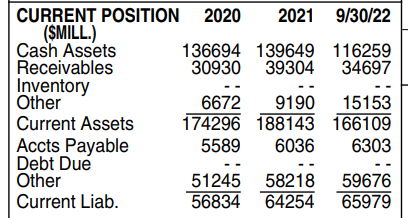 CURRENT POSITION 2020 2021 9/30/22
($MILL.)
Cash Assets 136694 139649 116259
Receivables 30930 39304 34697
Inventory - - - - - -
Other 6672 9190 15153
Current Assets 174296 188143 166109
Accts Payable 5589 6036 6303
Debt Due - - - - - -
Other 51245 58218 59676
Current Liab. 56834 64254 65979